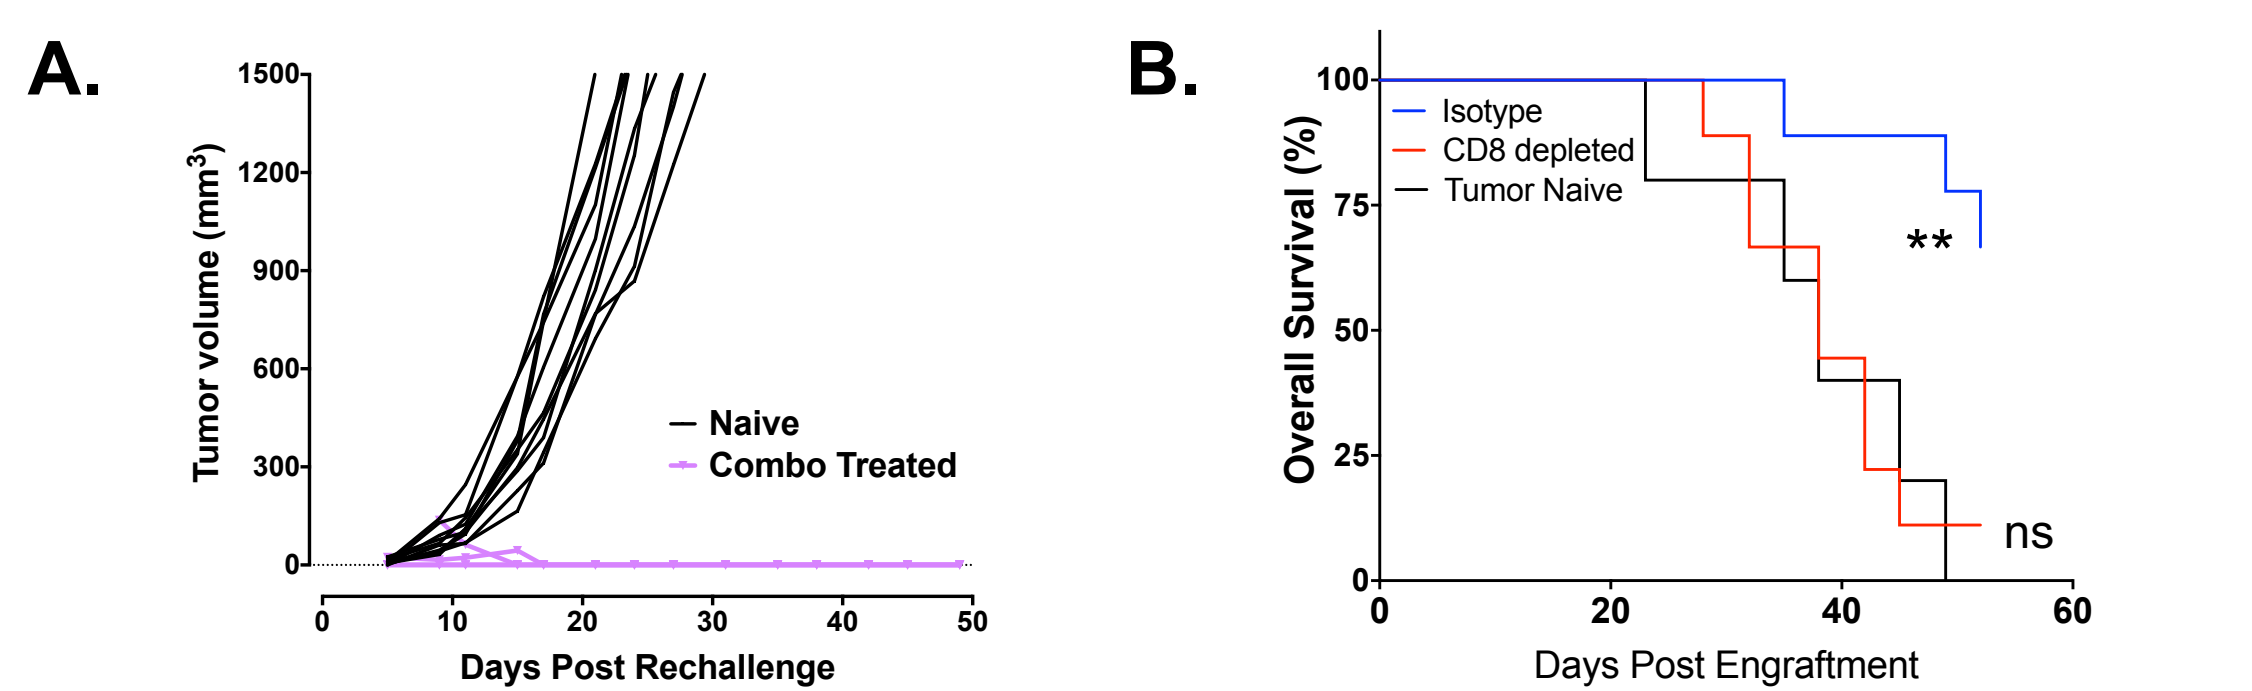 A.
Tumor volume (mm³)
1500
1200
900
600
300
0
Naive
Combo Treated
0 10 20 30 40 50
Days Post Rechallenge
B.
Overall Survival (%)
100
75
50
25
0
Isotype
CD8 depleted
Tumor Naive
**
ns
0 20 40 60
Days Post Engraftment